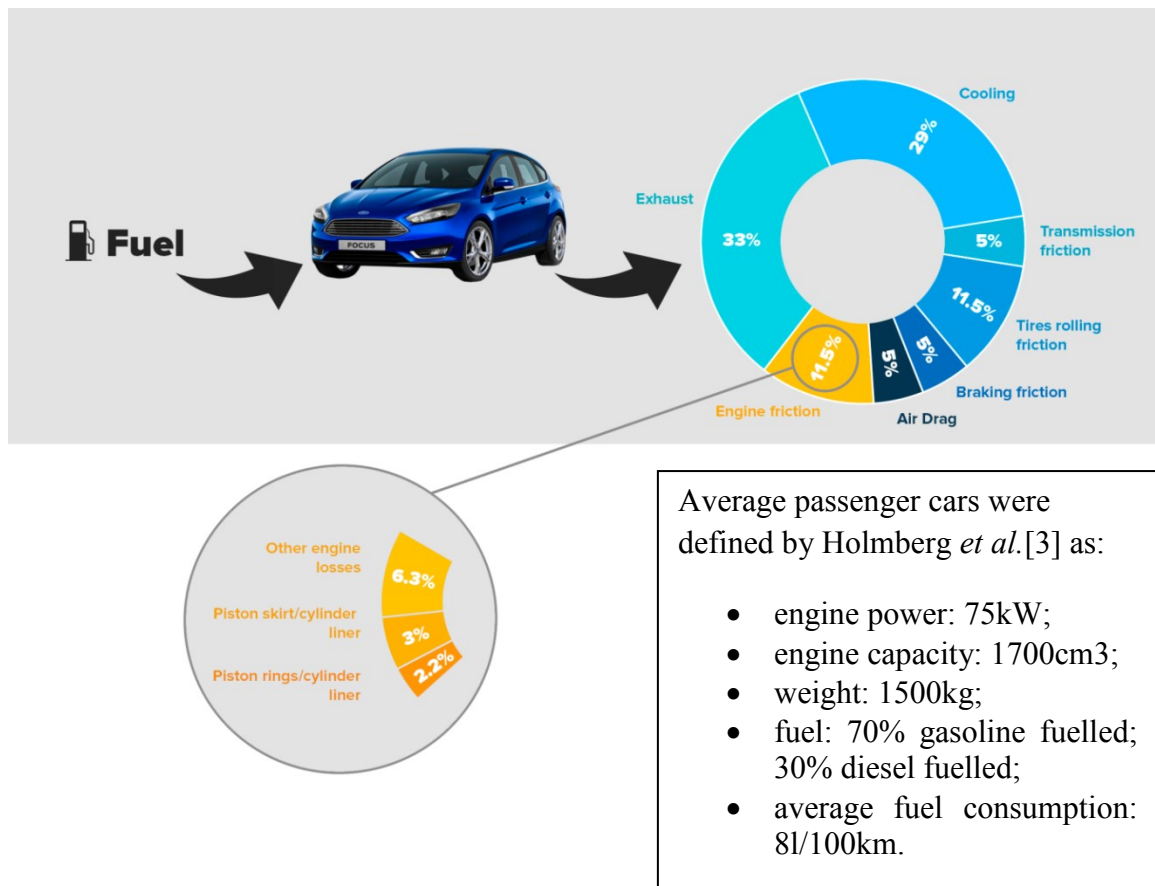 Fuel
FOCUS
Cooling
29%
Exhaust
33%
5%
Transmission
friction
11.5%
Tires rolling
friction
5%
Braking friction
5%
Air Drag
11.5%
Engine friction
Other engine
losses
6.3%
Piston skirt/cylinder
liner
3%
Piston rings/cylinder
liner
2.2%
Average passenger cars were
defined by Holmberg et al.[3] as:
• engine power: 75kW;
• engine capacity: 1700cm3;
• weight: 1500kg;
• fuel: 70% gasoline fuelled;
30% diesel fuelled;
• average fuel consumption:
8l/100km.